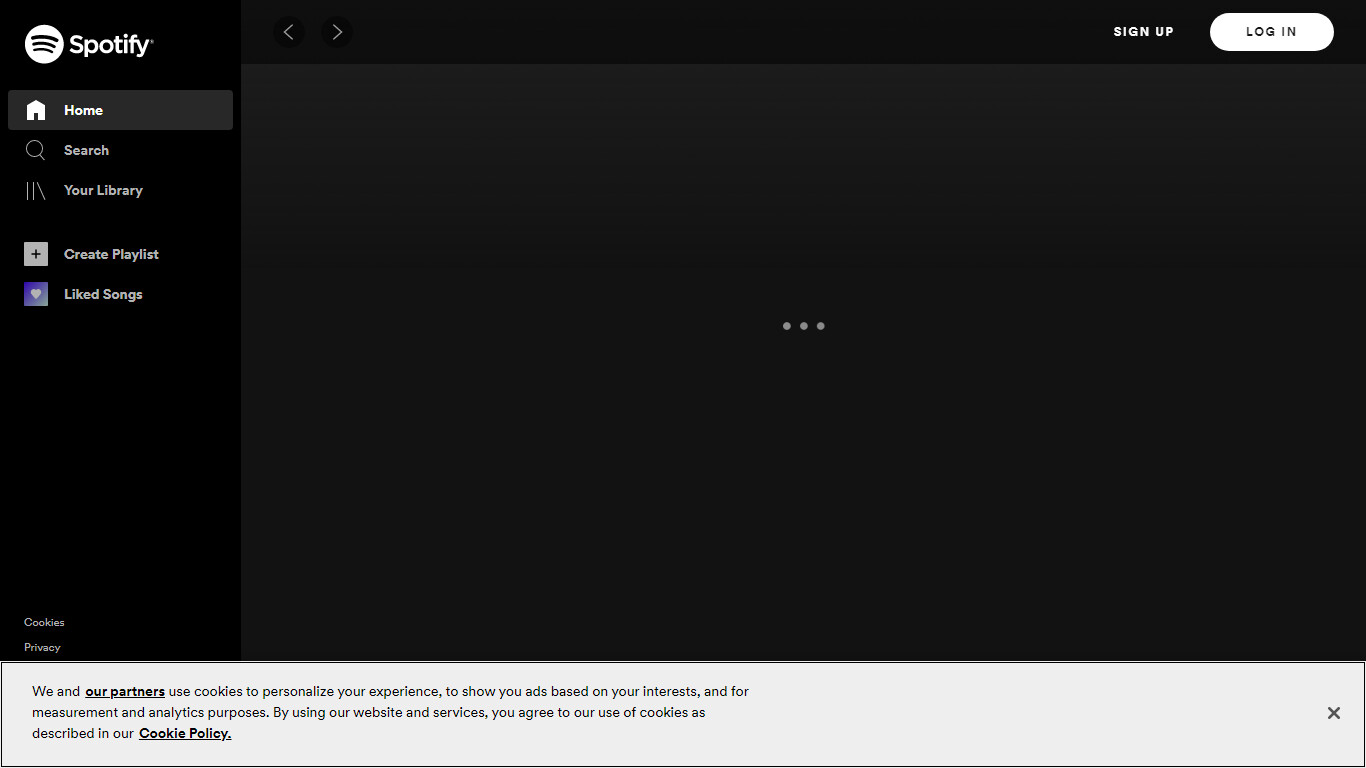 Spotify
SIGN UP
LOG IN
Home
Search
Your Library
Create Playlist
Liked Songs
Cookies
Privacy
We and our partners use cookies to personalize your experience, to show you ads based on your interests, and for
measurement and analytics purposes. By using our website and services, you agree to our use of cookies as
described in our Cookie Policy.